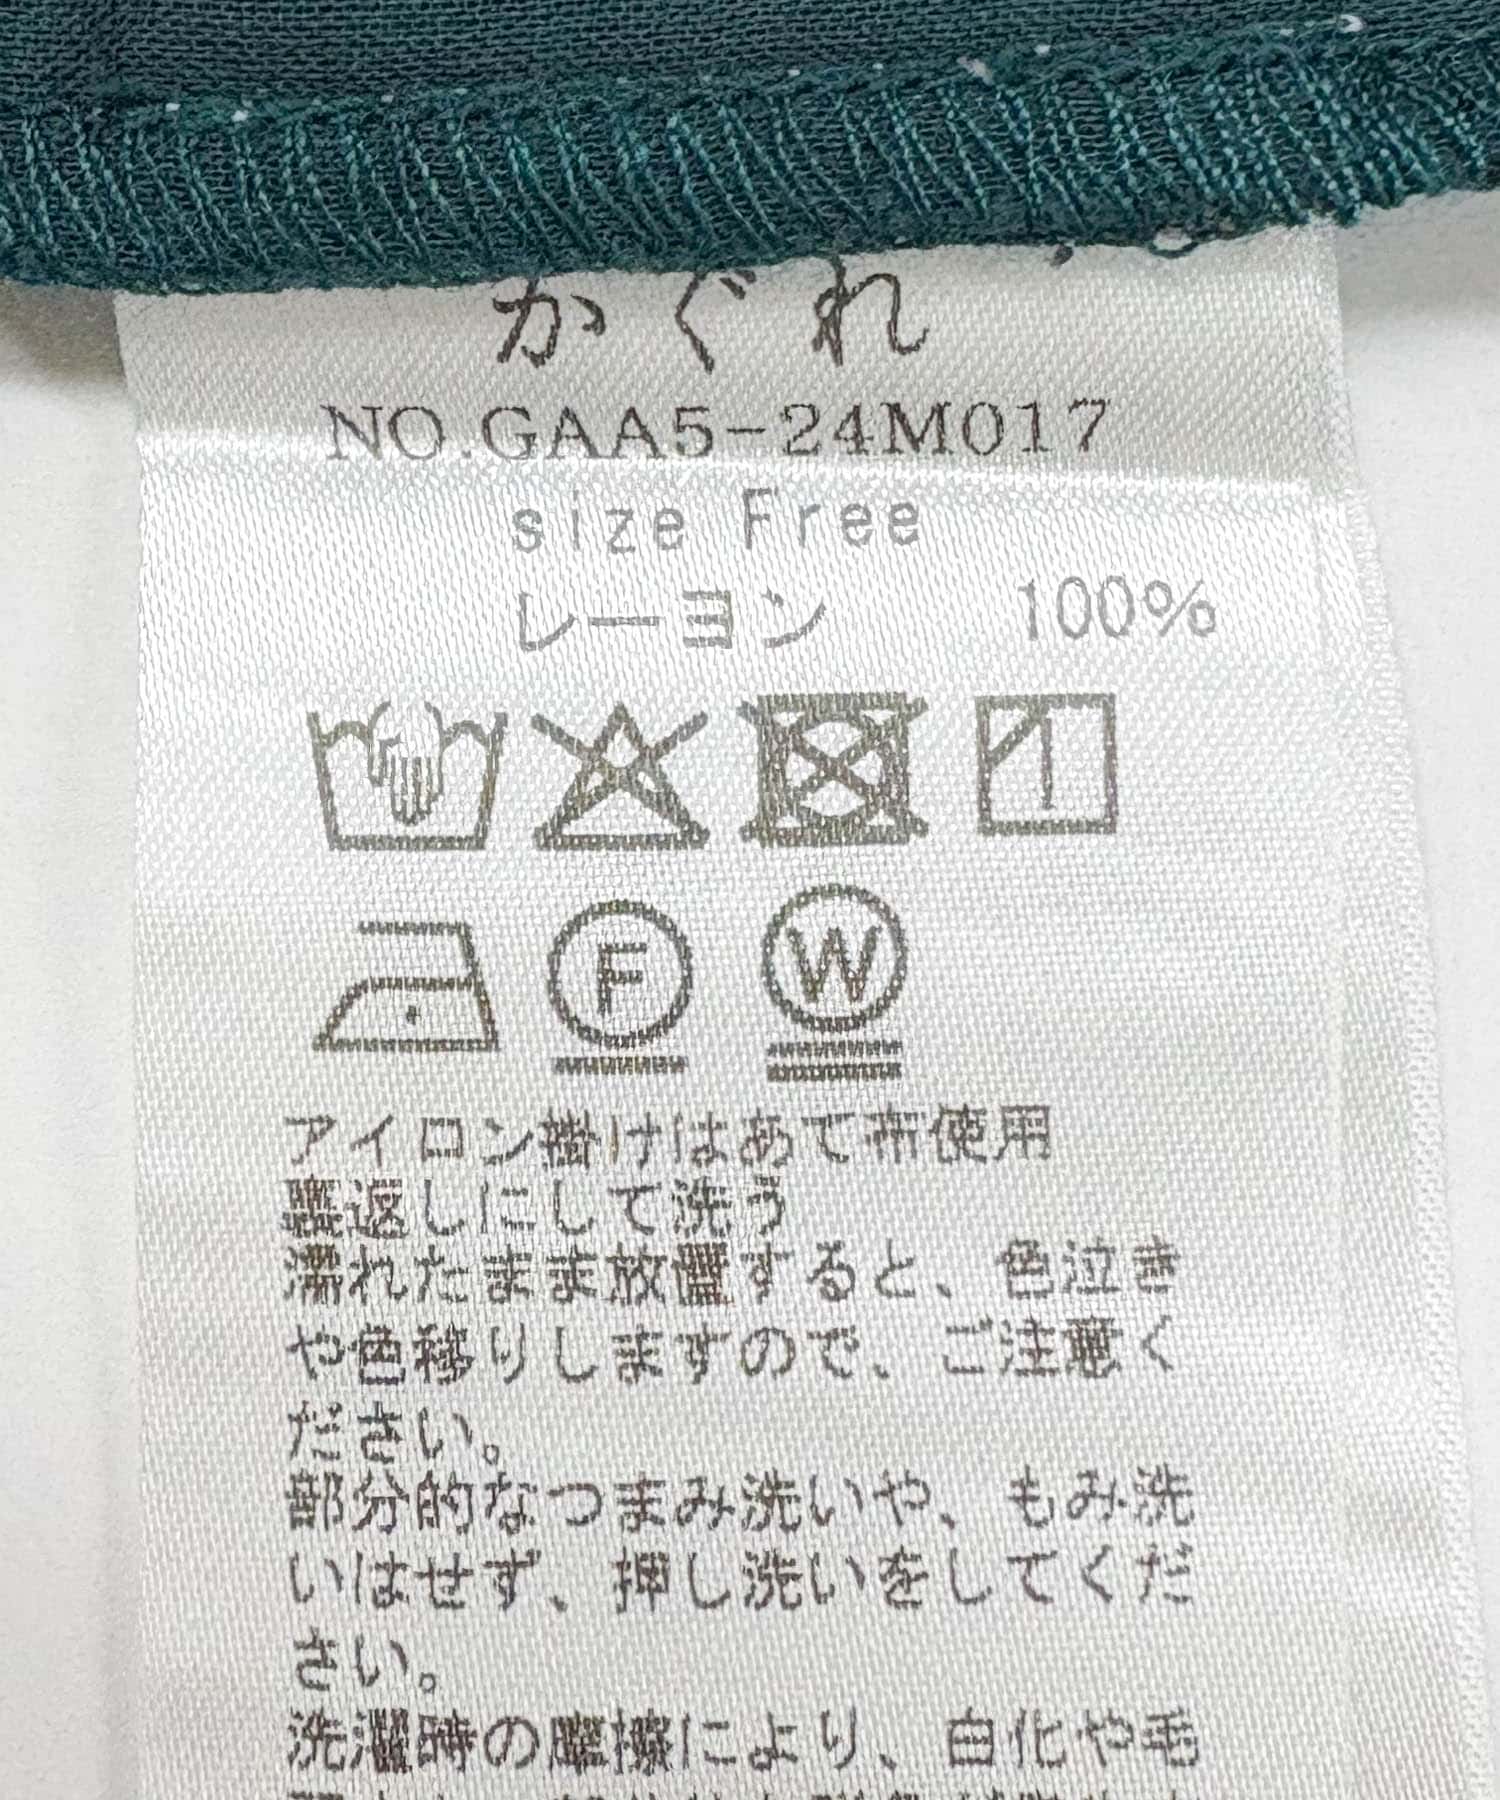 かぐれ
NO.GAA5-24M017
size Free
レーヨン 100%
F W
アイロン掛けはあて布使用
裏返しにして洗う
濡れたまま放置すると、色泣き
や色移りしますので、ご注意く
ださい。
部分的なつまみ洗いや、もみ洗
いはせず、押し洗いをしてくだ
さい。
洗濯時の摩擦により、白化や毛